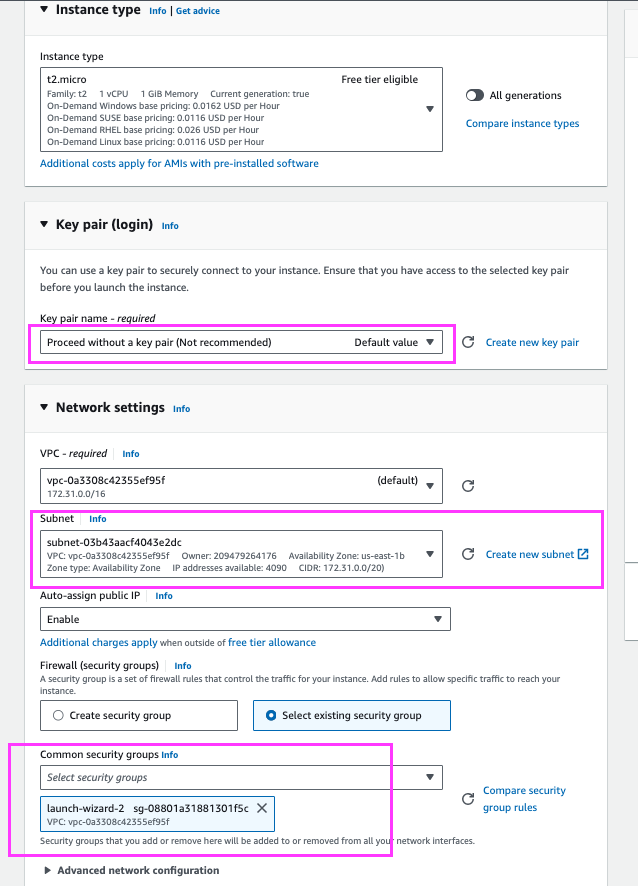 Instance type Info | Get advice
Instance type
t2.micro Free tier eligible
Family: t2 1 vCPU 1 GiB Memory Current generation: true
On-Demand Windows base pricing: 0.0162 USD per Hour
On-Demand SUSE base pricing: 0.0116 USD per Hour
On-Demand RHEL base pricing: 0.026 USD per Hour
On-Demand Linux base pricing: 0.0116 USD per Hour
All generations
Compare instance types
Additional costs apply for AMIs with pre-installed software
Key pair (login) Info
You can use a key pair to securely connect to your instance. Ensure that you have access to the selected key pair
before you launch the instance.
Key pair name - required
Proceed without a key pair (Not recommended) Default value
Create new key pair
Network settings Info
VPC - required Info
vpc-0a3308c42355ef95f (default)
172.31.0.0/16
Subnet Info
subnet-03b43aacf4043e2dc
VPC: vpc-0a3308c42355ef95f Owner: 209479264176 Availability Zone: us-east-1b
Zone type: Availability Zone IP addresses available: 4090 CIDR: 172.31.0.0/20)
Create new subnet
Auto-assign public IP Info
Enable
Additional charges apply when outside of free tier allowance
Firewall (security groups) Info
A security group is a set of firewall rules that control the traffic for your instance. Add rules to allow specific traffic to reach your
instance.
Create security group
Select existing security group
Common security groups Info
Select security groups
launch-wizard-2 sg-08801a31881301f5c
VPC: vpc-0a3308c42355ef95f
Compare security
group rules
Security groups that you add or remove here will be added to or removed from all your network interfaces.
Advanced network configuration